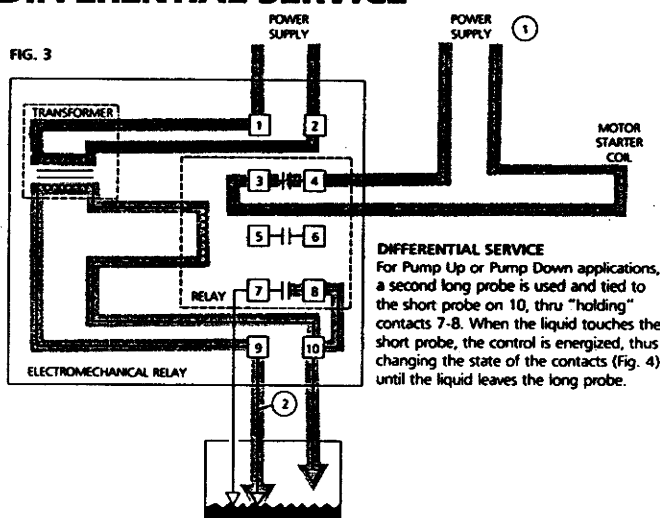 DIFFERENTIAL SERVICE
POWER SUPPLY
POWER SUPPLY
1
FIG. 3
TRANSFORMER
1
2
MOTOR
STARTER
COIL
3
4
5
6
DIFFERENTIAL SERVICE
For Pump Up or Pump Down applications,
a second long probe is used and tied to
the short probe on 10, thru "holding"
contacts 7-8. When the liquid touches the
short probe, the control is energized, thus
changing the state of the contacts (Fig. 4)
until the liquid leaves the long probe.
RELAY
7
8
9
10
ELECTROMECHANICAL RELAY
2